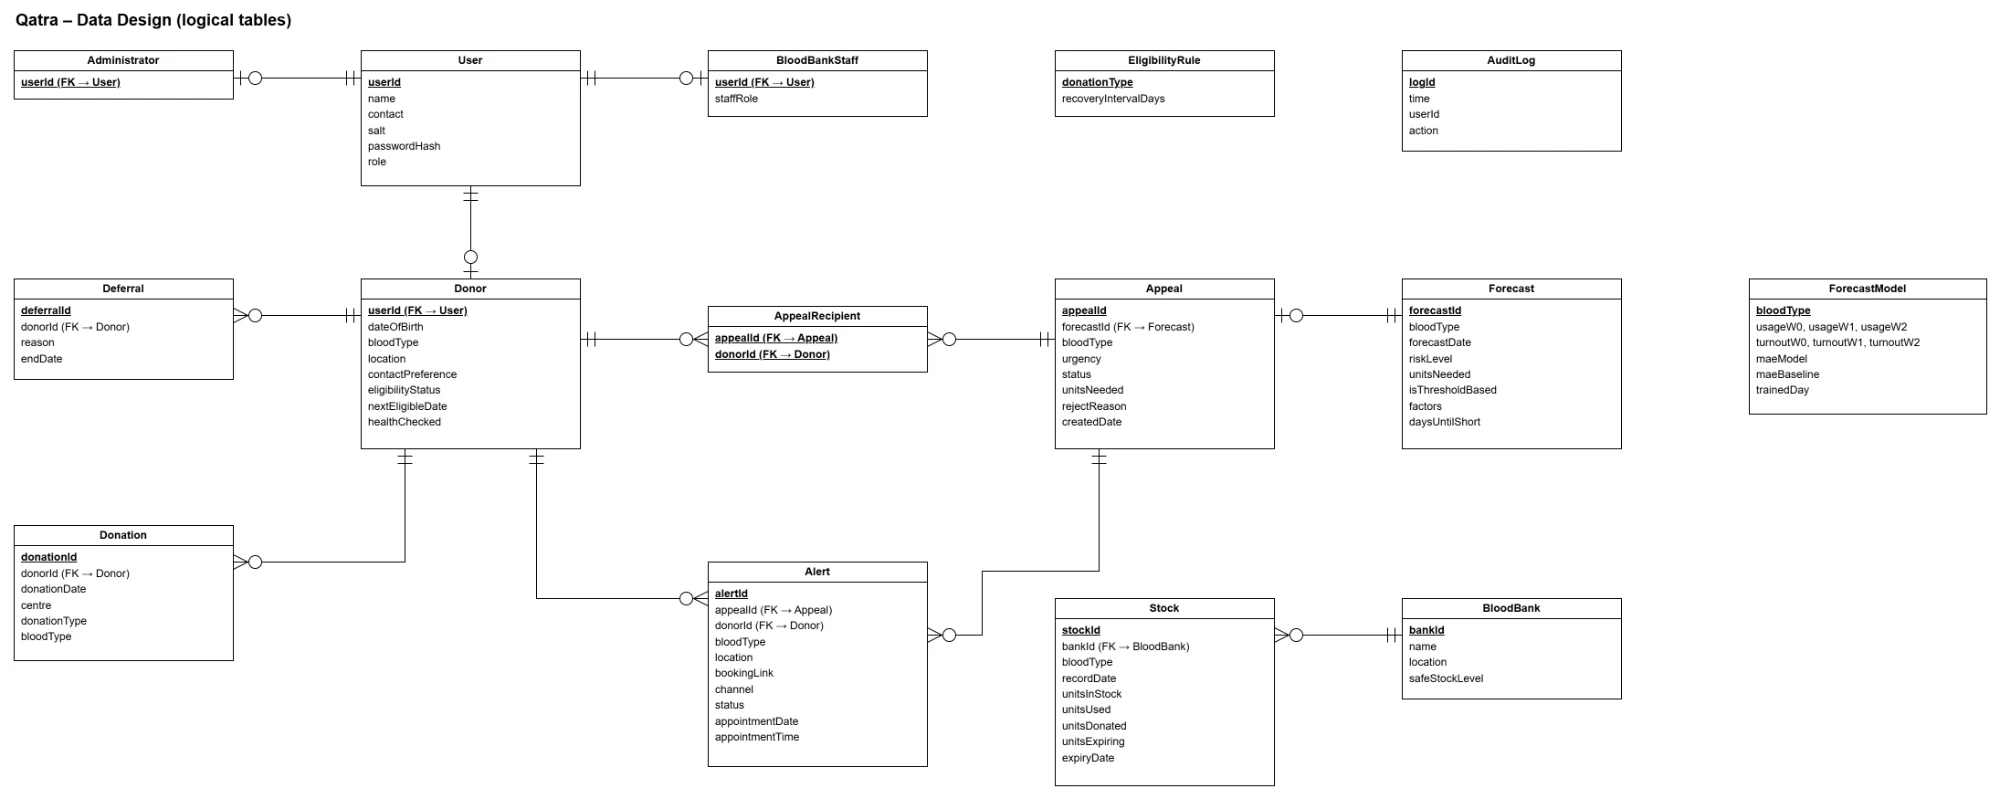 Qatra – Data Design (logical tables)
Administrator
userId (FK → User)
User
userId
name
contact
salt
passwordHash
role
BloodBankStaff
userId (FK → User)
staffRole
EligibilityRule
donationType
recoveryIntervalDays
AuditLog
logId
time
userId
action
Deferral
deferralId
donorId (FK → Donor)
reason
endDate
Donor
userId (FK → User)
dateOfBirth
bloodType
location
contactPreference
eligibilityStatus
nextEligibleDate
healthChecked
AppealRecipient
appealId (FK → Appeal)
donorId (FK → Donor)
Appeal
appealId
forecastId (FK → Forecast)
bloodType
urgency
status
unitsNeeded
rejectReason
createdDate
Forecast
forecastId
bloodType
forecastDate
riskLevel
unitsNeeded
isThresholdBased
factors
daysUntilShort
ForecastModel
bloodType
usageW0, usageW1, usageW2
turnoutW0, turnoutW1, turnoutW2
maeModel
maeBaseline
trainedDay
Donation
donationId
donorId (FK → Donor)
donationDate
centre
donationType
bloodType
Alert
alertId
appealId (FK → Appeal)
donorId (FK → Donor)
bloodType
location
bookingLink
channel
status
appointmentDate
appointmentTime
Stock
stockId
bankId (FK → BloodBank)
bloodType
recordDate
unitsInStock
unitsUsed
unitsDonated
unitsExpiring
expiryDate
BloodBank
bankId
name
location
safeStockLevel